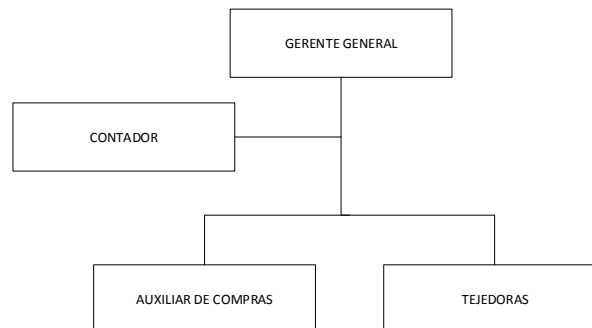 GERENTE GENERAL
CONTADOR
AUXILIAR DE COMPRAS
TEJEDORAS